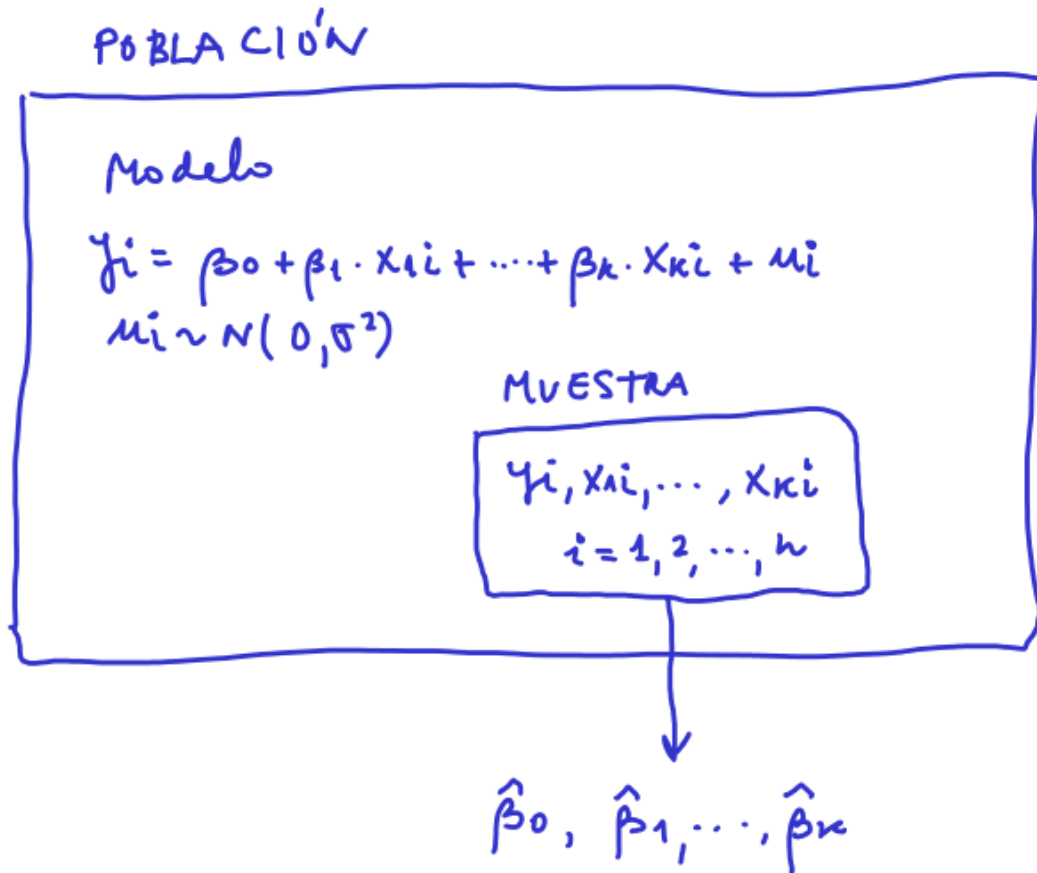 POBLACIÓN
Modelo
yi = β0 + β1 · X1i + ····+ βk · Xki + ui
ui ~ N(0,σ²)
MUESTRA
yi, X1i, ···, Xki
i = 1, 2, ···, n
β̂0, β̂1, ···, β̂k